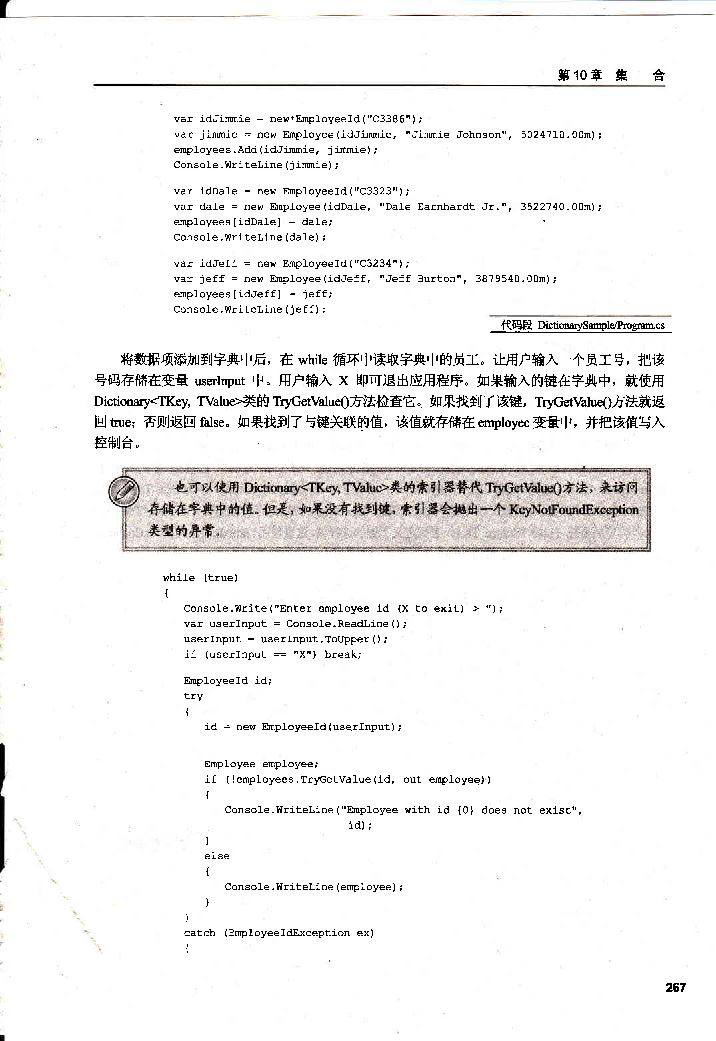 第10章 集 合
var idJimmie = new EmployeeId("C3386");
var jimmie = new Employee(idJimmie, "Jimmie Johnson", 5024710.00m);
employees.Add(idJimmie, jimmie);
Console.WriteLine(jimmie);
var idDale = new EmployeeId("C3323");
var dale = new Employee(idDale, "Dale Earnhardt Jr.", 3522740.00m);
employees[idDale] = dale;
Console.WriteLine(dale);
var idJeff = new EmployeeId("C3234");
var jeff = new Employee(idJeff, "Jeff Burton", 3879540.00m);
employees[idJeff] = jeff;
Console.WriteLine(jeff);
代码段 DictionarySample/Program.cs
将数据项添加到字典中后，在 while 循环中读取字典中的员工。让用户输入一个员工号，把该
号码存储在变量 userInput 中。用户输入 X 即可退出应用程序。如果输入的键在字典中，就使用
Dictionary<TKey, TValue>类的 TryGetValue()方法检查它。如果找到了该键，TryGetValue()方法就返
回 true；否则返回 false。如果找到了与键关联的值，该值就存储在 employee 变量中，并把该值写入
控制台。
也可以使用 Dictionary<TKey, TValue>类的索引器替代 TryGetValue()方法，来访问
存储在字典中的值。但是，如果没有找到键，索引器会抛出一个 KeyNotFoundException
类型的异常。
while (true)
{
Console.Write("Enter employee id (X to exit) > ");
var userInput = Console.ReadLine();
userInput = userInput.ToUpper();
if (userInput == "X") break;
EmployeeId id;
try
{
id = new EmployeeId(userInput);
Employee employee;
if (!employees.TryGetValue(id, out employee))
{
Console.WriteLine("Employee with id {0} does not exist",
id);
}
else
{
Console.WriteLine(employee);
}
}
catch (EmployeeIdException ex)
{
267